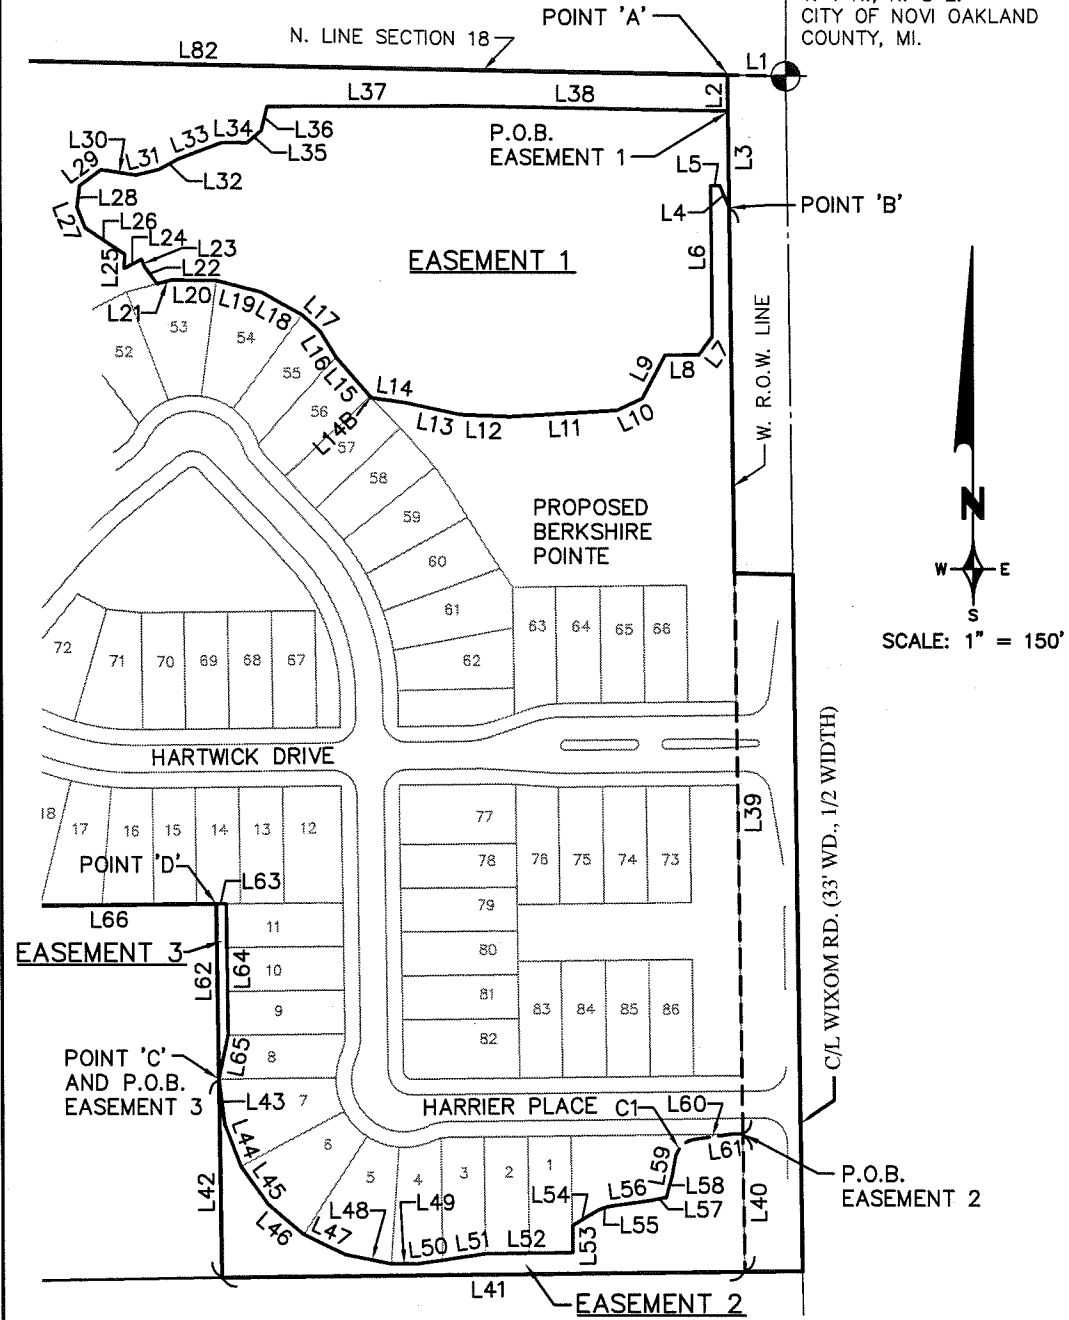 POINT 'A'
CITY OF NOVI OAKLAND
COUNTY, MI.
N. LINE SECTION 18
L82
L1
L2
L37
L38
L36
L35
L34
L33
L32
L31
L30
L29
L28
L27
L26
L25
L24
L23
L22
L21
L20
L19
L18
L17
L16
L15
L14B
L14
L13
L12
L11
L10
L9
L8
L7
L6
L5
L4
L3
P.O.B.
EASEMENT 1
POINT 'B'
EASEMENT 1
W. R.O.W. LINE
52
53
54
55
56
57
58
59
60
61
62
63
64
65
66
PROPOSED
BERKSHIRE
POINTE
N
W
E
S
SCALE: 1" = 150'
72
71
70
69
68
67
HARTWICK DRIVE
L39
C/L WIXOM RD. (33' WD., 1/2 WIDTH)
18
17
16
15
14
13
12
77
78
79
80
81
82
76
75
74
73
POINT 'D'
L63
L66
EASEMENT 3
L62
L64
11
10
9
8
7
6
5
4
3
2
1
83
84
85
86
L65
POINT 'C'
AND P.O.B.
EASEMENT 3
L43
HARRIER PLACE
C1
L60
L61
P.O.B.
EASEMENT 2
L44
L45
L46
L47
L48
L49
L50
L51
L52
L53
L54
L55
L56
L57
L58
L59
L40
L42
L41
EASEMENT 2